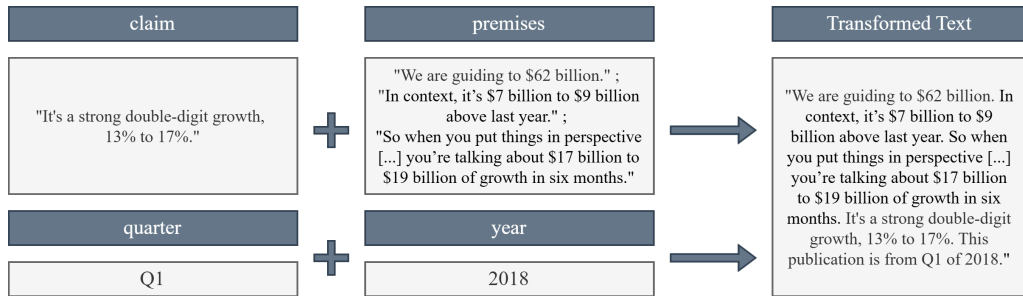 claim
premises
Transformed Text
"It's a strong double-digit growth,
13% to 17%."
"We are guiding to $62 billion." ;
"In context, it’s $7 billion to $9 billion
above last year." ;
"So when you put things in perspective
[...] you’re talking about $17 billion to
$19 billion of growth in six months."
"We are guiding to $62 billion. In
context, it’s $7 billion to $9
billion above last year. So when
you put things in perspective [...]
you’re talking about $17 billion
to $19 billion of growth in six
months. It's a strong double-digit
growth, 13% to 17%. This
publication is from Q1 of 2018."
quarter
year
Q1
2018